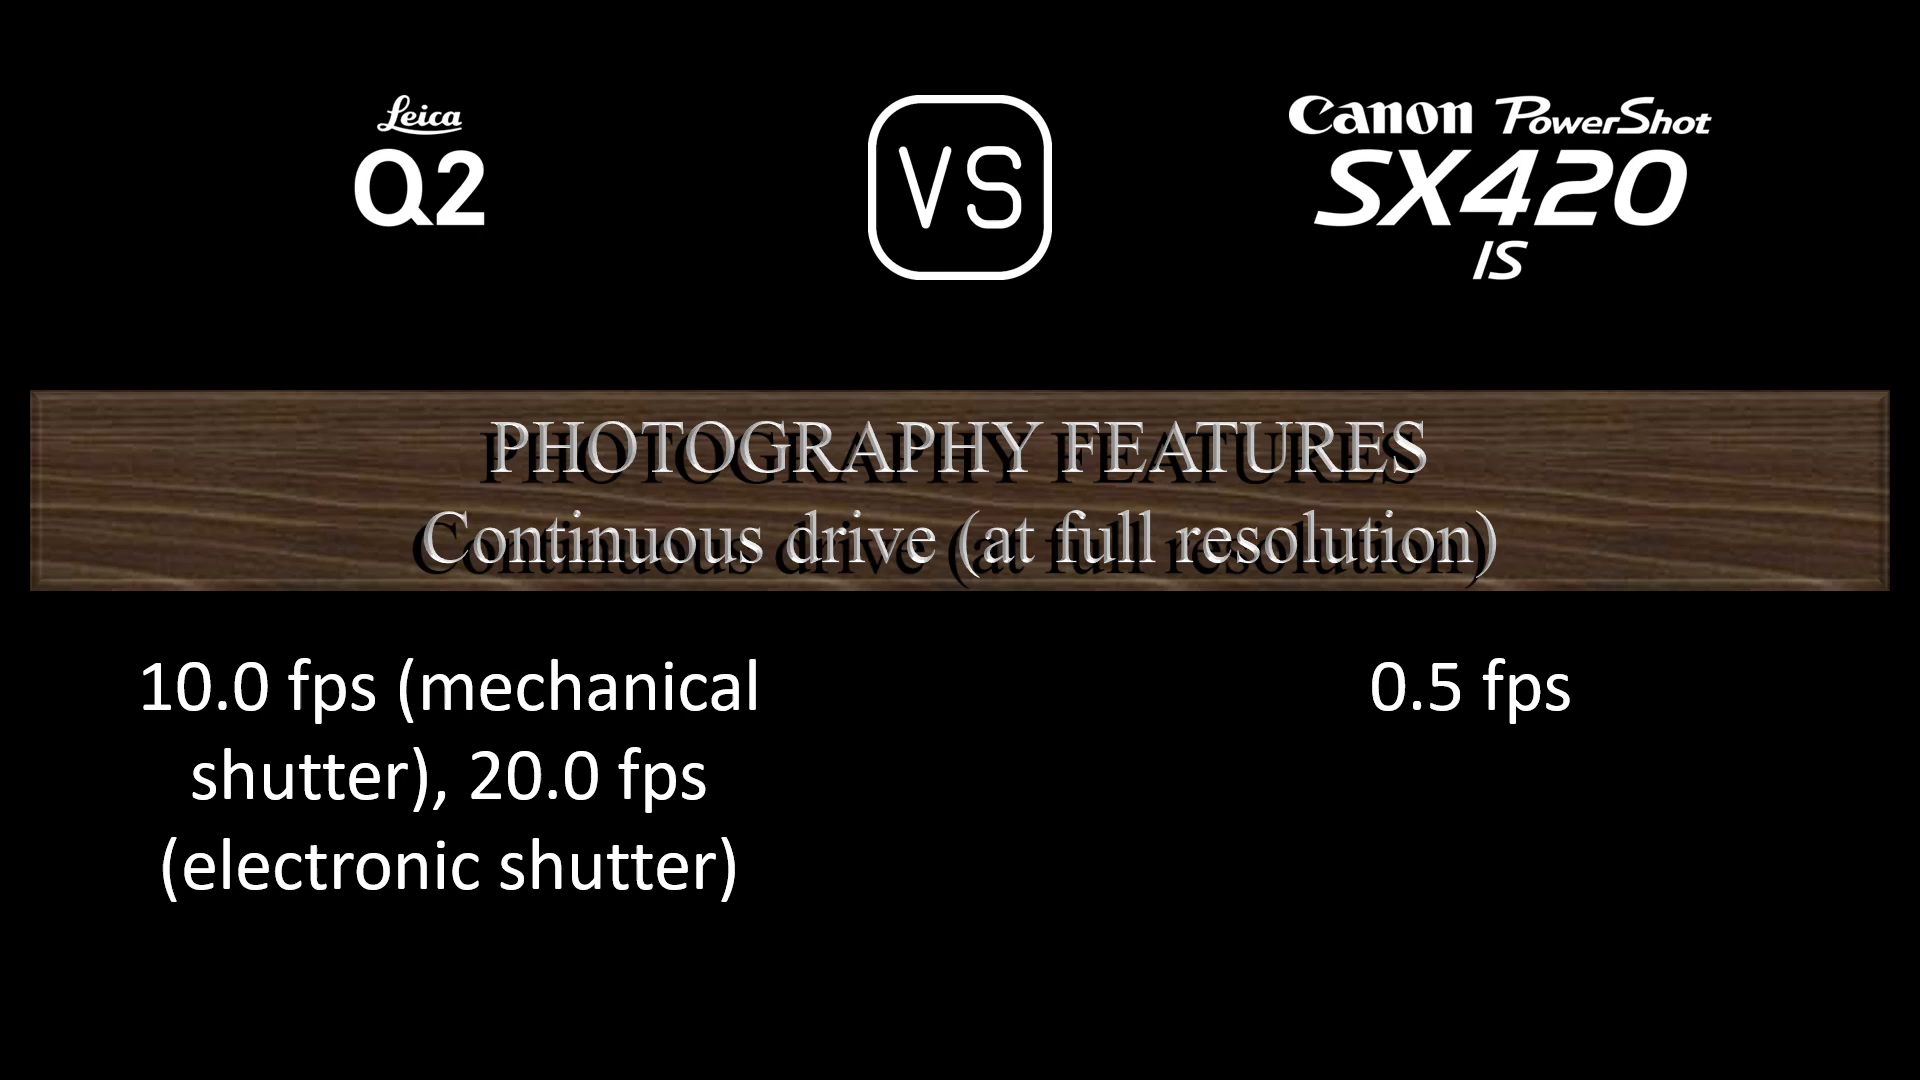 Leica
Q2
VS
Canon PowerShot
SX420
IS
PHOTOGRAPHY FEATURES
Continuous drive (at full resolution)
10.0 fps (mechanical
shutter), 20.0 fps
(electronic shutter)
0.5 fps